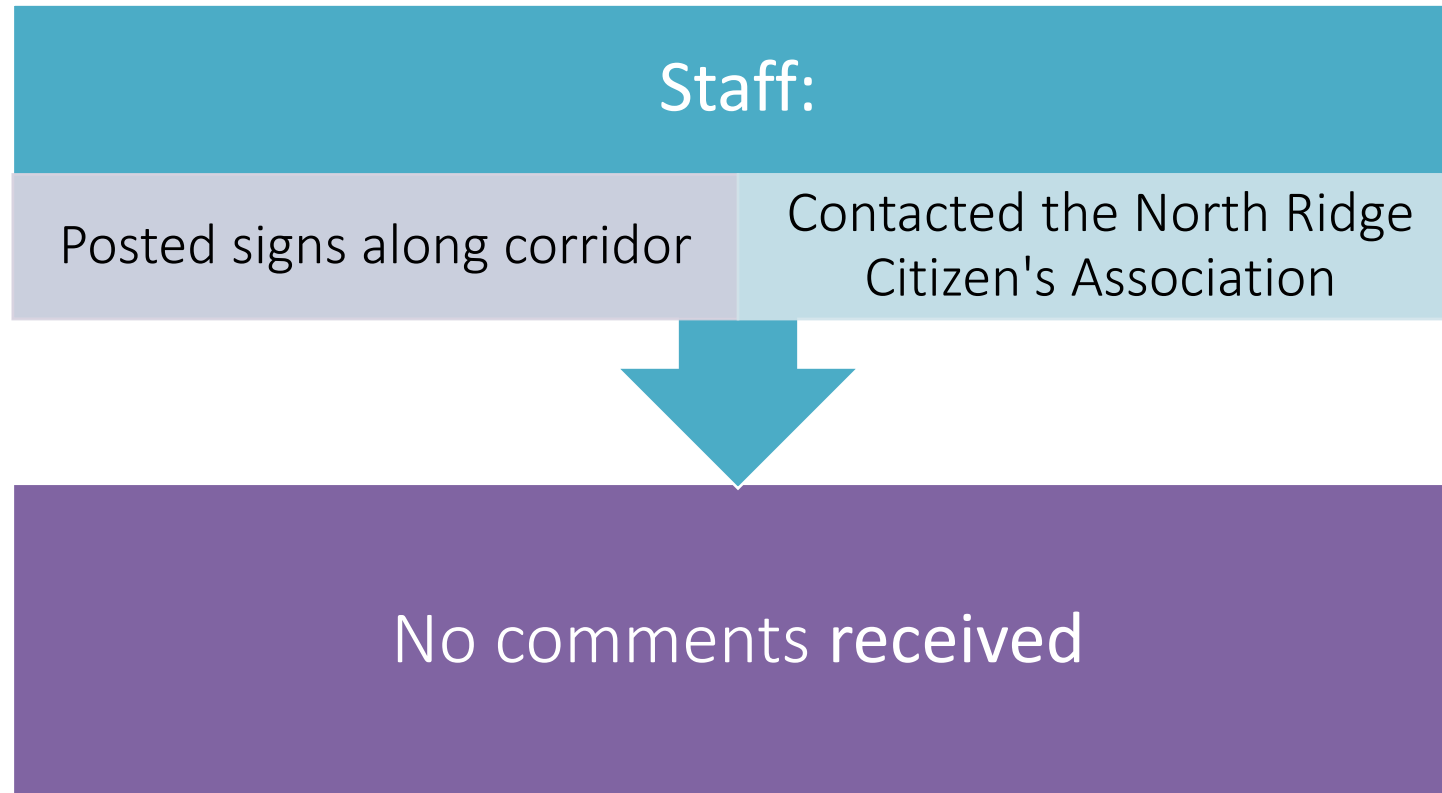 Staff:
Posted signs along corridor
Contacted the North Ridge
Citizen's Association
No comments received